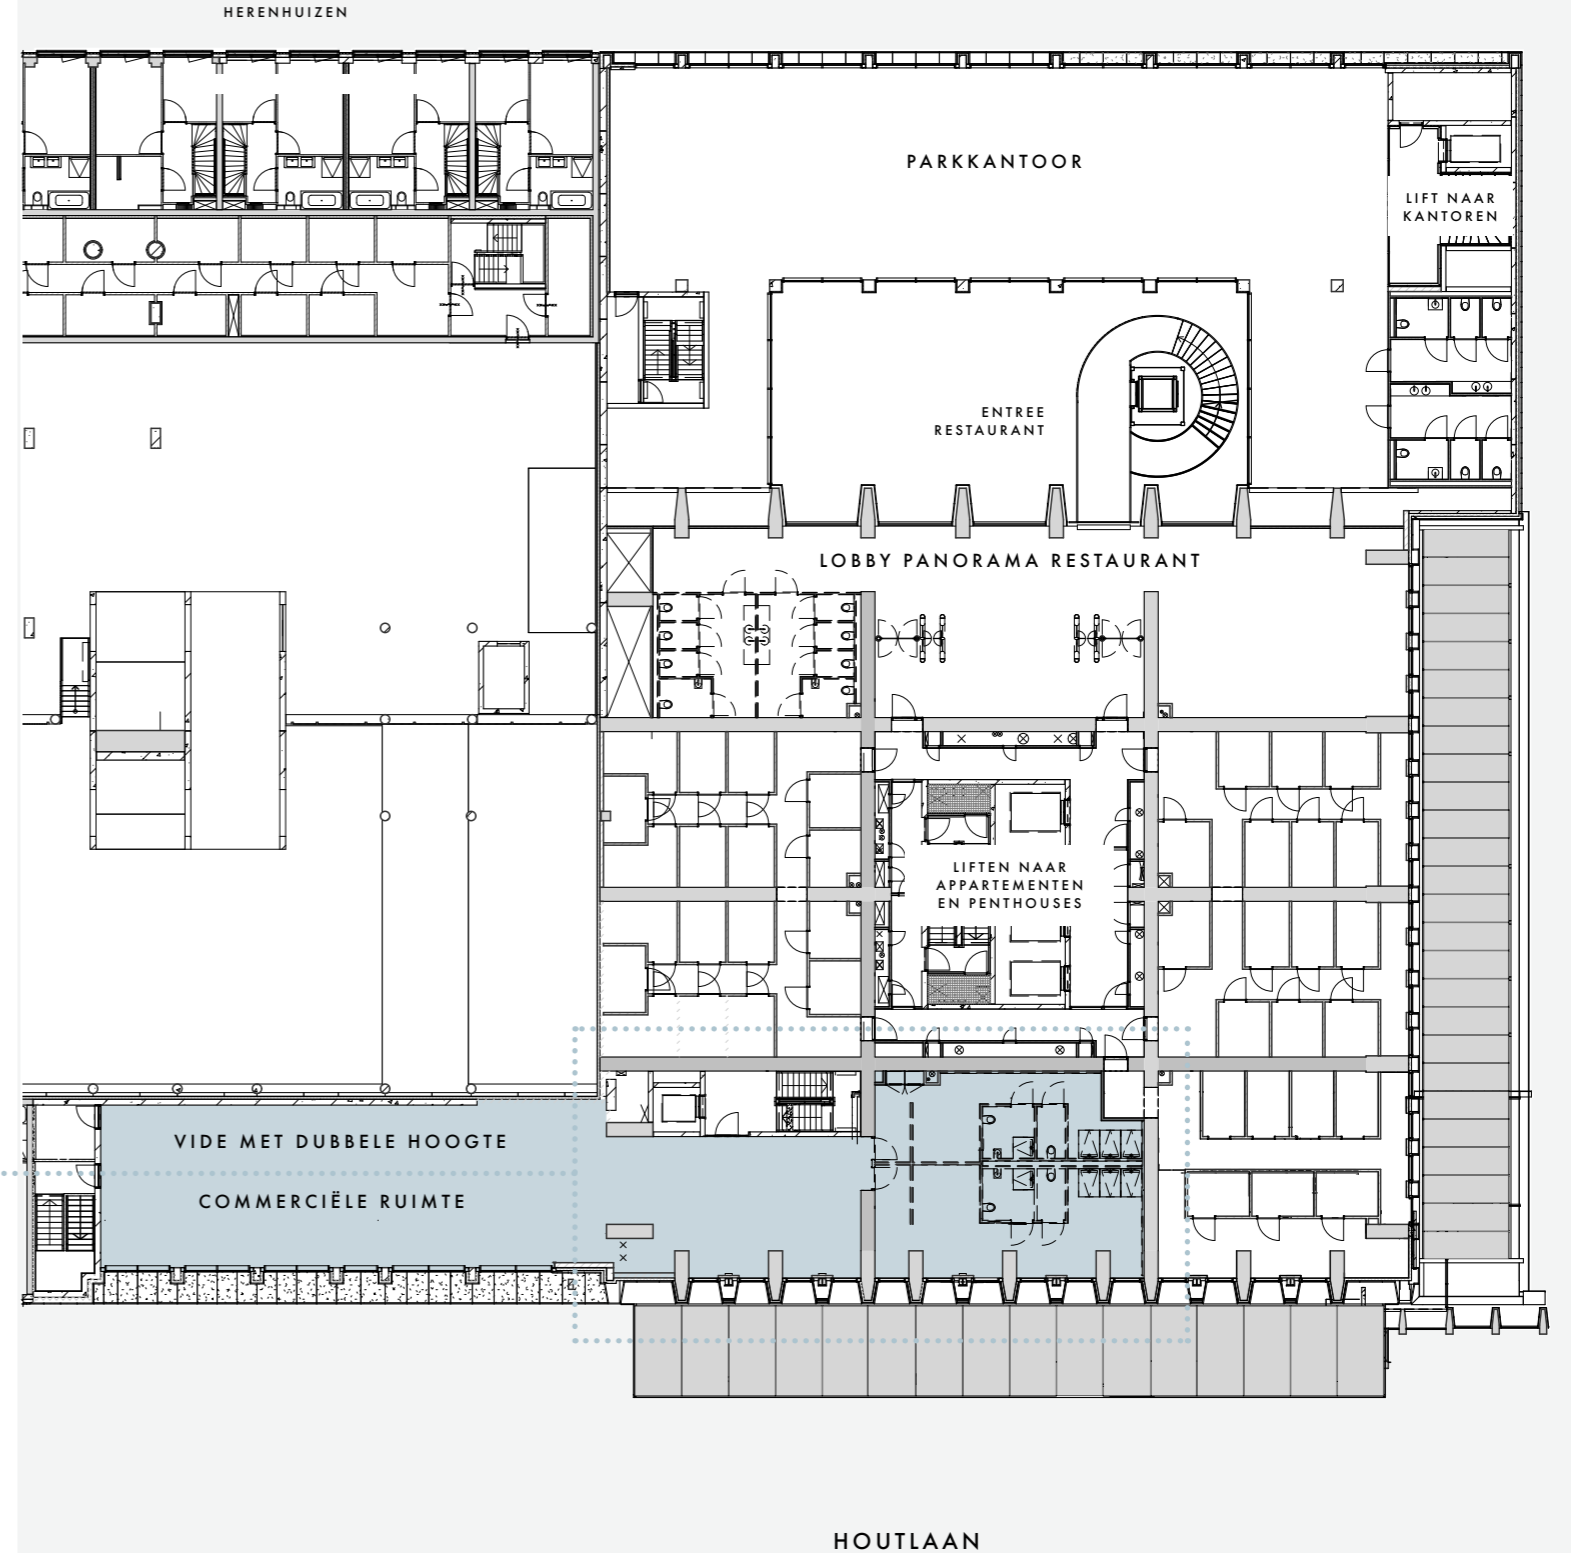 HERENHUIZEN
PARKKANTOOR
LIFT NAAR
KANTOREN
ENTREE
RESTAURANT
LOBBY PANORAMA RESTAURANT
LIFTEN NAAR
APPARTEMENTEN
EN PENTHOUSES
VIDE MET DUBBELE HOOGTE
COMMERCIËLE RUIMTE
HOUTLAAN